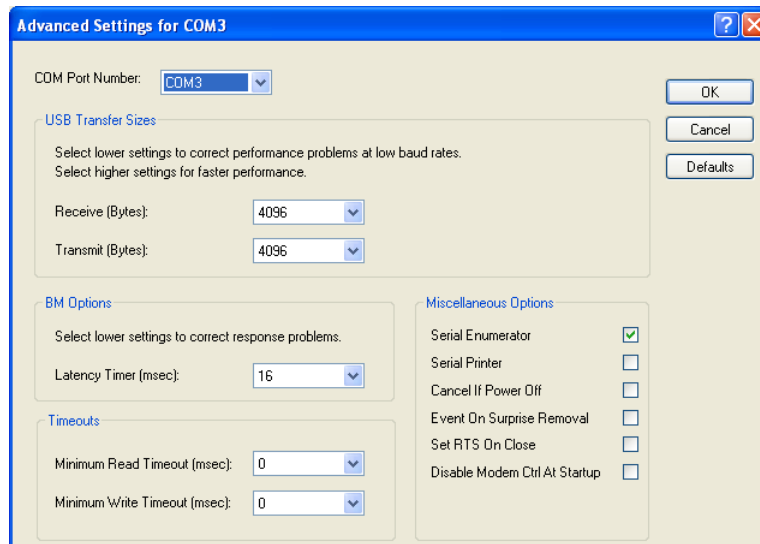 Advanced Settings for COM3
COM Port Number: COM3
OK
Cancel
Defaults
USB Transfer Sizes
Select lower settings to correct performance problems at low baud rates.
Select higher settings for faster performance.
Receive (Bytes): 4096
Transmit (Bytes): 4096
BM Options
Select lower settings to correct response problems.
Latency Timer (msec): 16
Timeouts
Minimum Read Timeout (msec): 0
Minimum Write Timeout (msec): 0
Miscellaneous Options
Serial Enumerator
Serial Printer
Cancel If Power Off
Event On Surprise Removal
Set RTS On Close
Disable Modem Ctrl At Startup